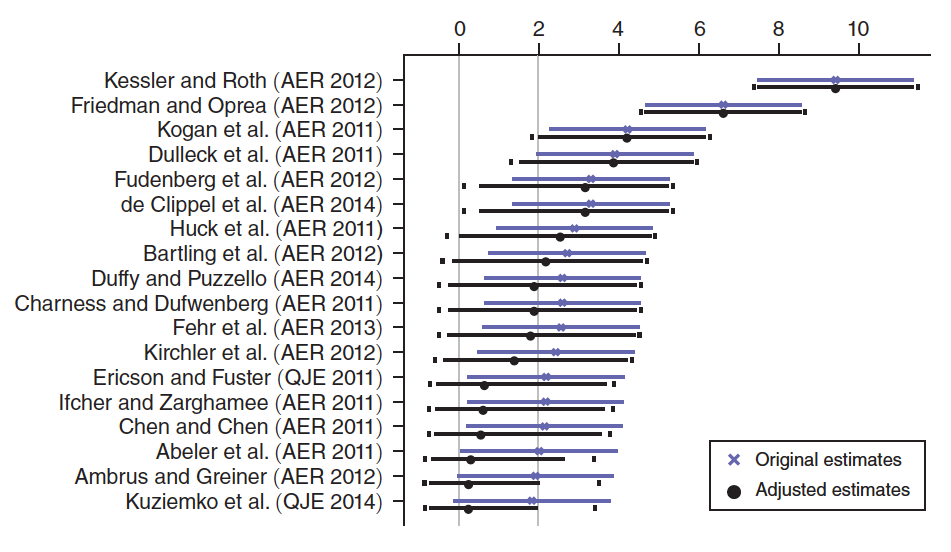 0 2 4 6 8 10
Kessler and Roth (AER 2012)
Friedman and Oprea (AER 2012)
Kogan et al. (AER 2011)
Dulleck et al. (AER 2011)
Fudenberg et al. (AER 2012)
de Clippel et al. (AER 2014)
Huck et al. (AER 2011)
Bartling et al. (AER 2012)
Duffy and Puzzello (AER 2014)
Charness and Dufwenberg (AER 2011)
Fehr et al. (AER 2013)
Kirchler et al. (AER 2012)
Ericson and Fuster (QJE 2011)
Ifcher and Zarghamee (AER 2011)
Chen and Chen (AER 2011)
Abeler et al. (AER 2011)
Ambrus and Greiner (AER 2012)
Kuziemko et al. (QJE 2014)
Original estimates
Adjusted estimates